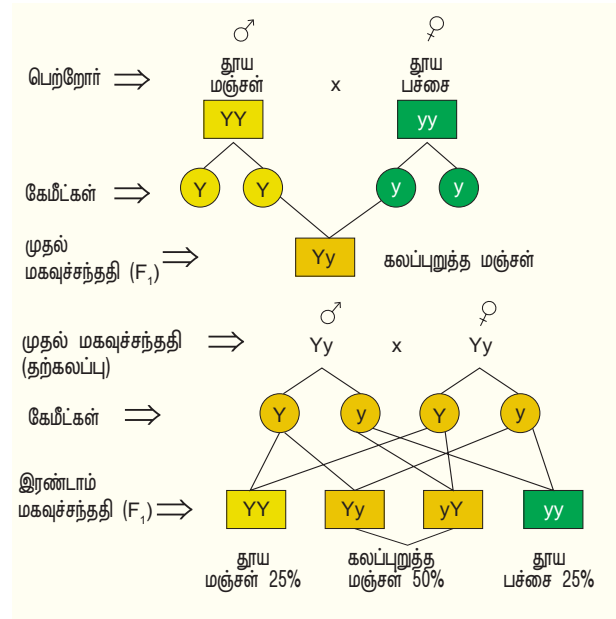 ♂ ♀
தூய தூய
பெற்றோர் ⇒ மஞ்சள் x பச்சை
YY yy
கேமீட்கள் ⇒ Y Y y y
முதல்
மகவுச்சந்ததி (F₁) ⇒ Yy கலப்புறுத்த மஞ்சள்
♂ ♀
முதல் மகவுச்சந்ததி ⇒ Yy x Yy
(தற்கலப்பு)
கேமீட்கள் ⇒ Y y Y y
இரண்டாம்
மகவுச்சந்ததி (F₁) ⇒ YY Yy yY yy
தூய கலப்புறுத்த தூய
மஞ்சள் 25% மஞ்சள் 50% பச்சை 25%